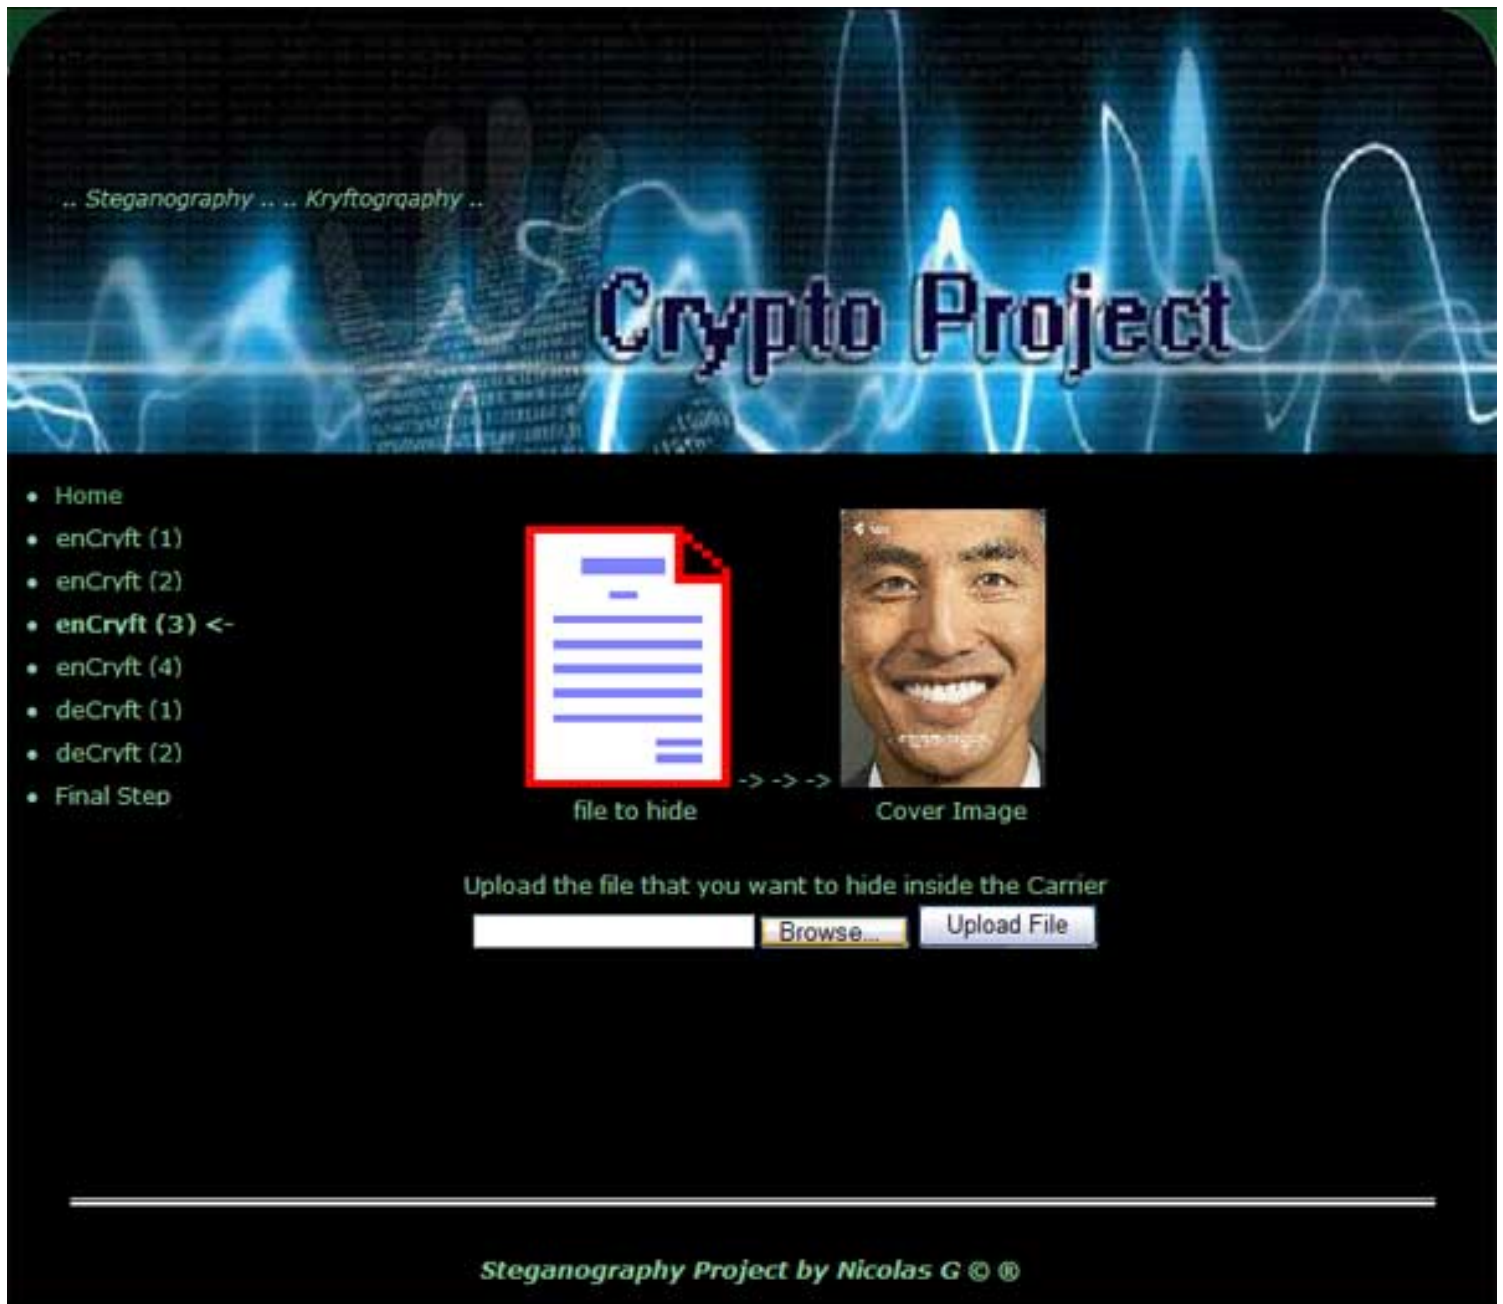 .. Steganography .. .. Kryftogrqaphy ..
Crypto Project
Home
enCryft (1)
enCryft (2)
enCryft (3) <-
enCryft (4)
deCryft (1)
deCryft (2)
Final Step
-> -> ->
file to hide
Cover Image
Upload the file that you want to hide inside the Carrier
Browse...
Upload File
Steganography Project by Nicolas G © ®